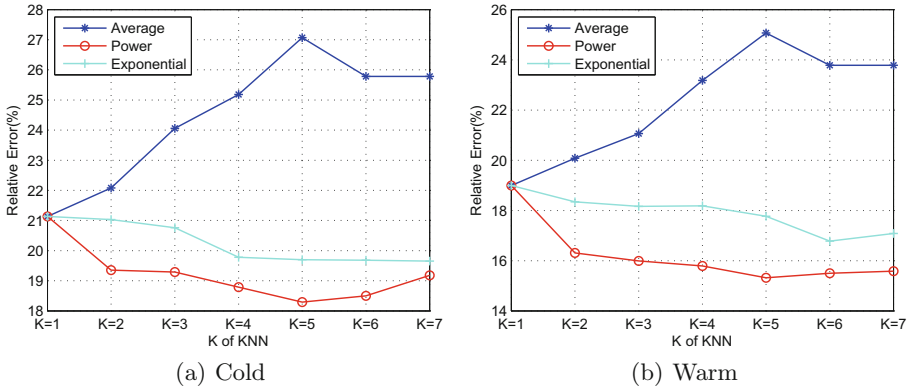 28
27
26
25
24
23
22
21
20
19
18
Relative Error(%)
Average
Power
Exponential
K=1 K=2 K=3 K=4 K=5 K=6 K=7
K of KNN
(a) Cold
26
24
22
20
18
16
14
Relative Error(%)
Average
Power
Exponential
K=1 K=2 K=3 K=4 K=5 K=6 K=7
K of KNN
(b) Warm